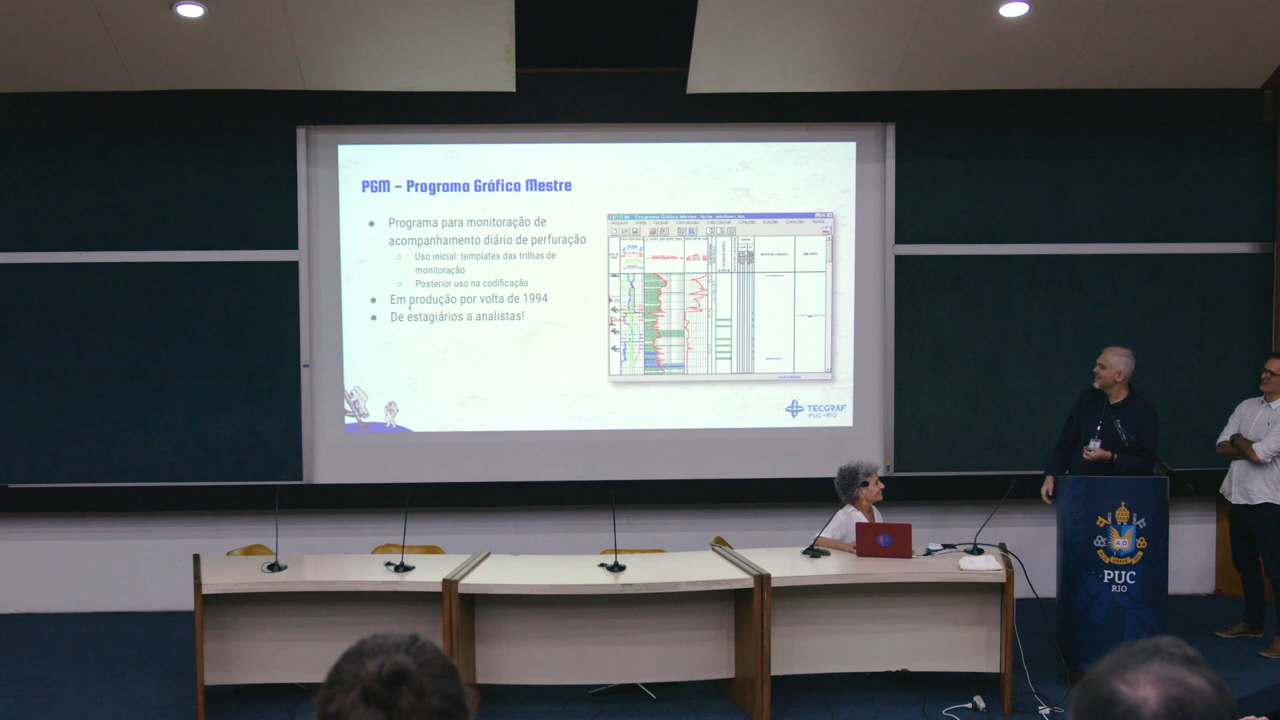 PGM - Programa Gráfico Mestre
● Programa para monitoração de
acompanhamento diário de perfuração
○ Uso inicial: templates das trilhas de
monitoração
○ Posterior uso na codificação
● Em produção por volta de 1994
● De estagiários a analistas!
TECGRAF
PUC-RIO
PUC
RIO